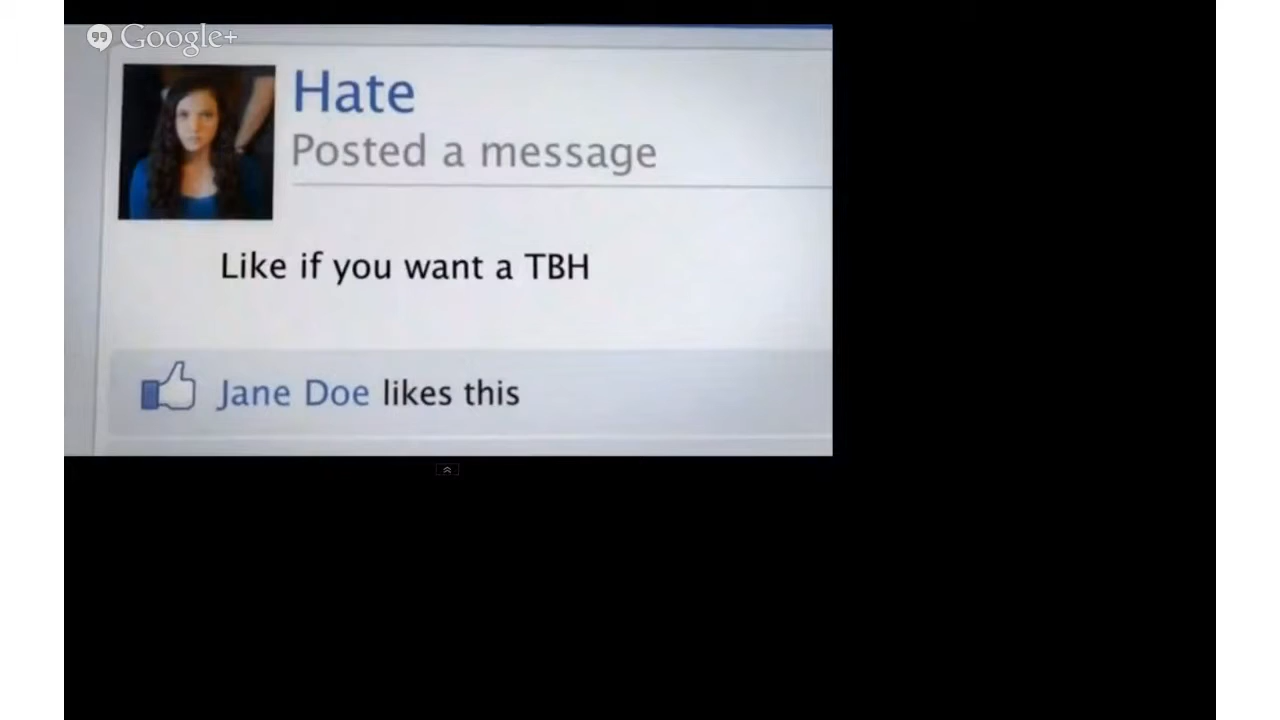 Google+
Hate
Posted a message
Like if you want a TBH
Jane Doe likes this